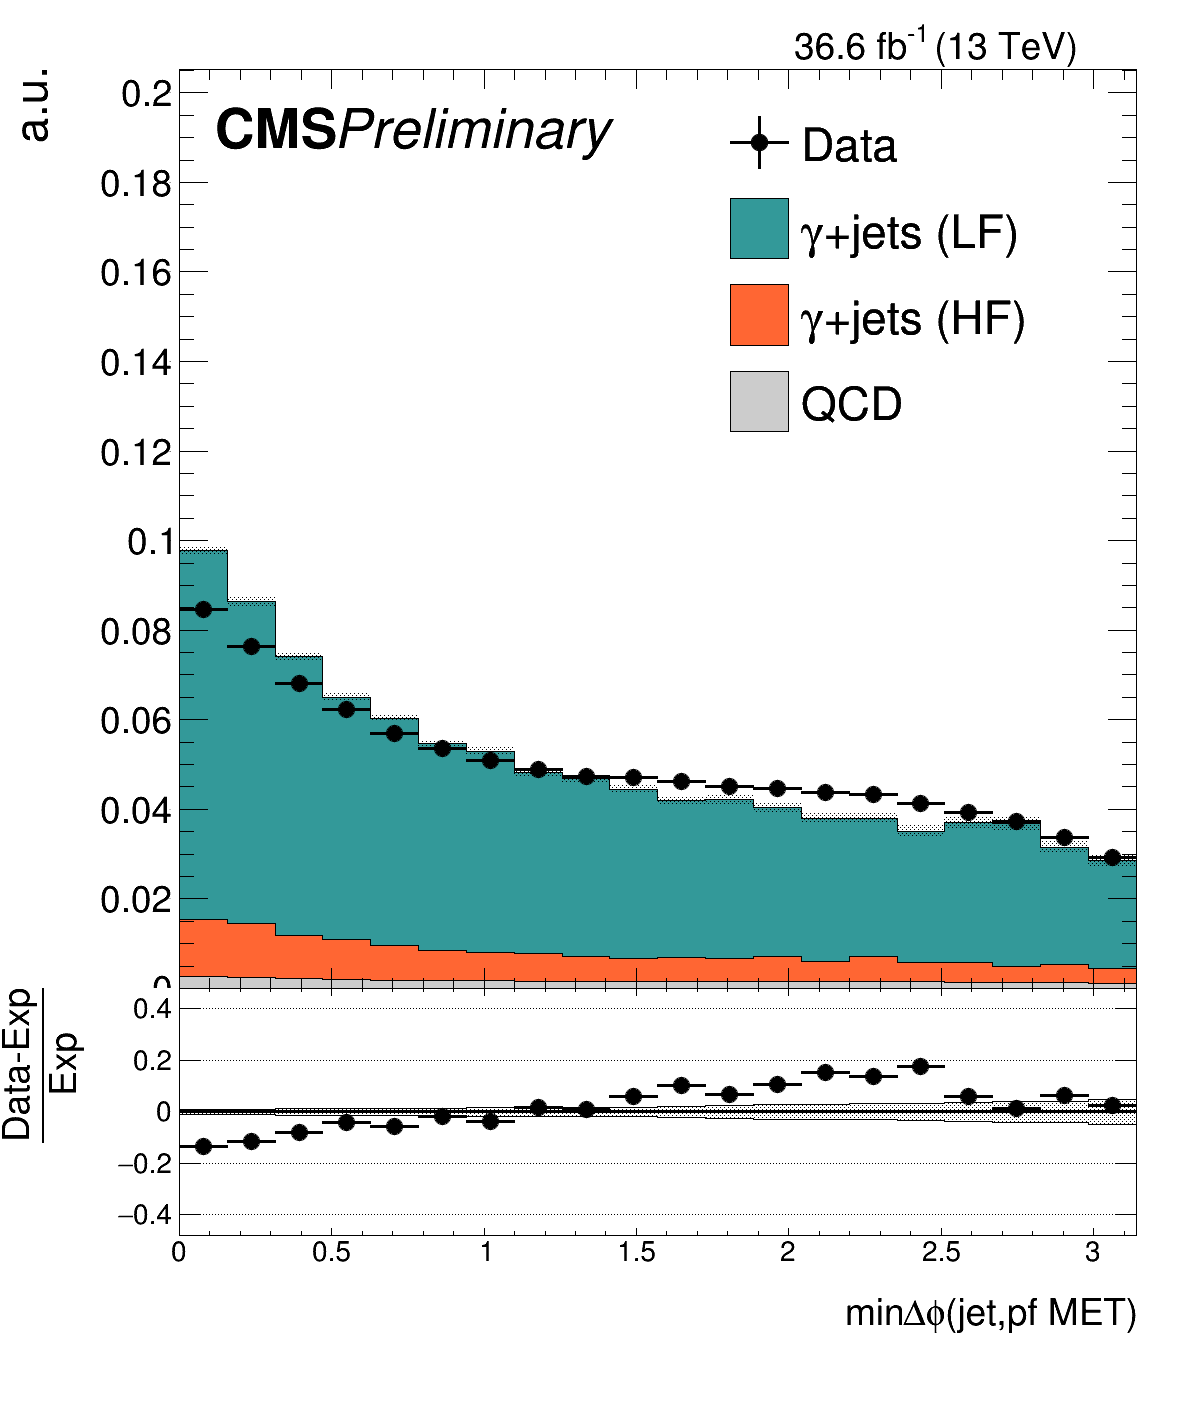 36.6 fb-1 (13 TeV)
a.u.
CMSPreliminary
Data
γ+jets (LF)
γ+jets (HF)
QCD
0.2
0.18
0.16
0.14
0.12
0.1
0.08
0.06
0.04
0.02
0
Data-Exp
Exp
0.4
0.2
0
−0.2
−0.4
0 0.5 1 1.5 2 2.5 3
minΔϕ(jet,pf MET)